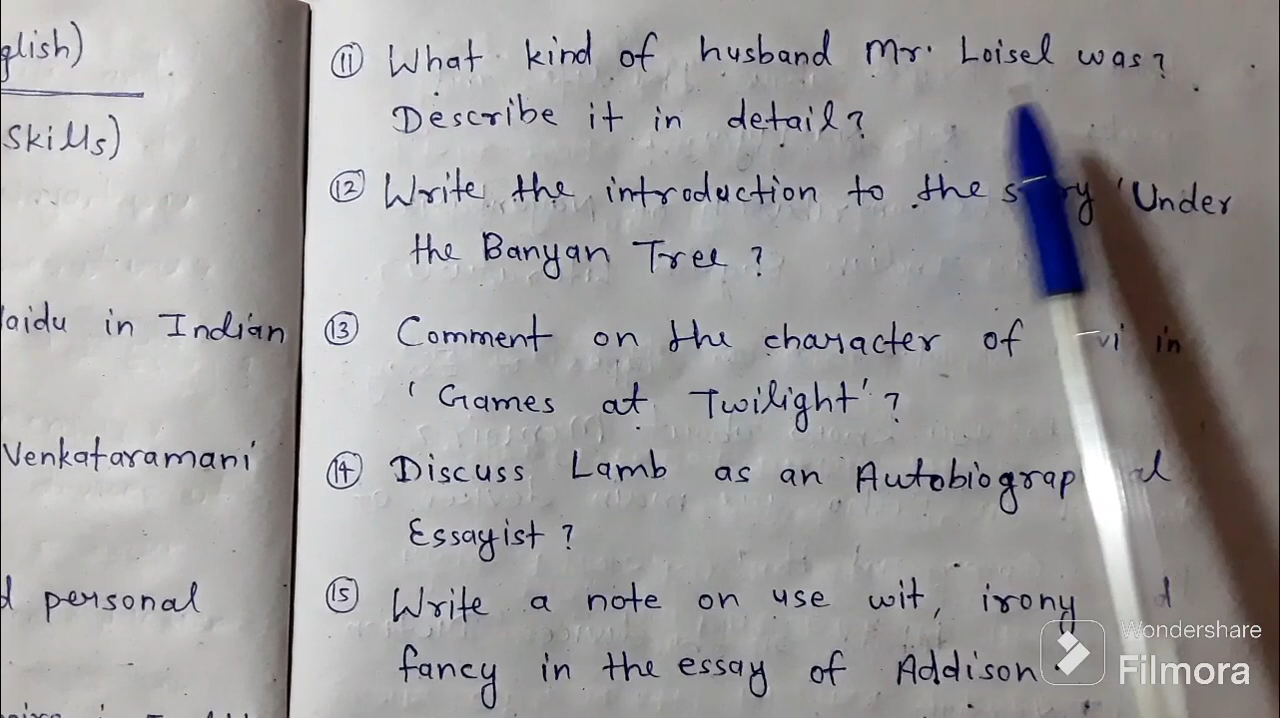 glish)
Skills)
aidu in Indian
Venkataramani
d personal
⑪ What kind of husband Mr. Loisel was?
Describe it in detail?
⑫ Write the introduction to the s ry 'Under
the Banyan Tree?
⑬ Comment on the character of vi in
'Games at Twilight'?
⑭ Discuss Lamb as an Autobiograp al
Essayist?
⑮ Write a note on use wit, irony d
fancy in the essay of Addison.
Wondershare
Filmora